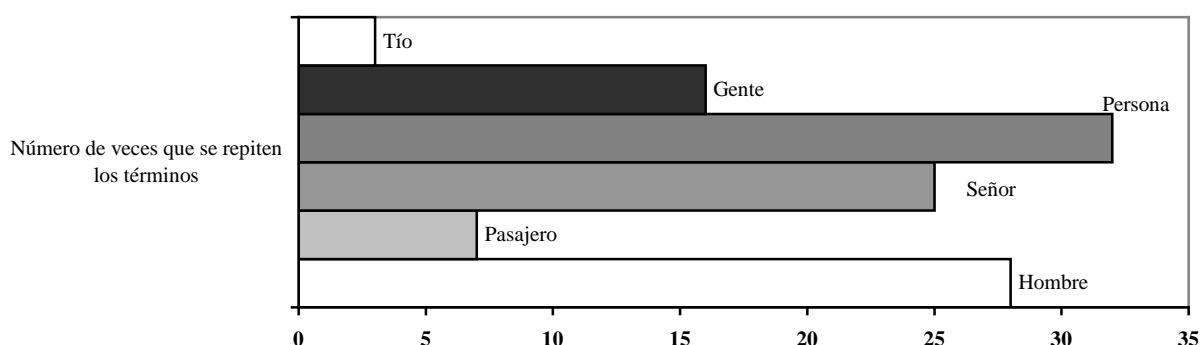 Tío
Gente
Persona
Número de veces que se repiten
los términos
Señor
Pasajero
Hombre
0 5 10 15 20 25 30 35